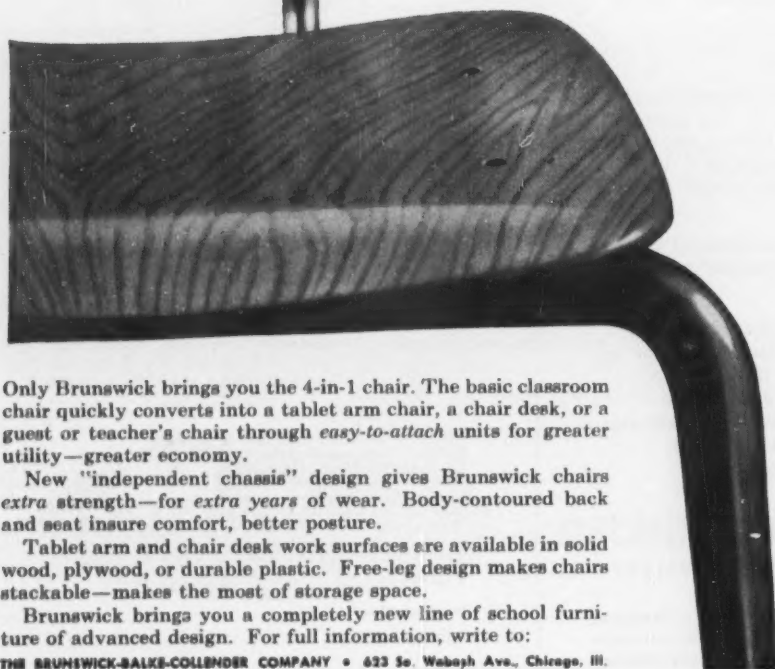 Only Brunswick brings you the 4-in-1 chair. The basic classroom
chair quickly converts into a tablet arm chair, a chair desk, or a
guest or teacher's chair through easy-to-attach units for greater
utility—greater economy.
New "independent chassis" design gives Brunswick chairs
extra strength—for extra years of wear. Body-contoured back
and seat insure comfort, better posture.
Tablet arm and chair desk work surfaces are available in solid
wood, plywood, or durable plastic. Free-leg design makes chairs
stackable—makes the most of storage space.
Brunswick brings you a completely new line of school furni-
ture of advanced design. For full information, write to:
THE BRUNSWICK-BALKE-COLLENDER COMPANY • 623 So. Wabash Ave., Chicago, Ill.